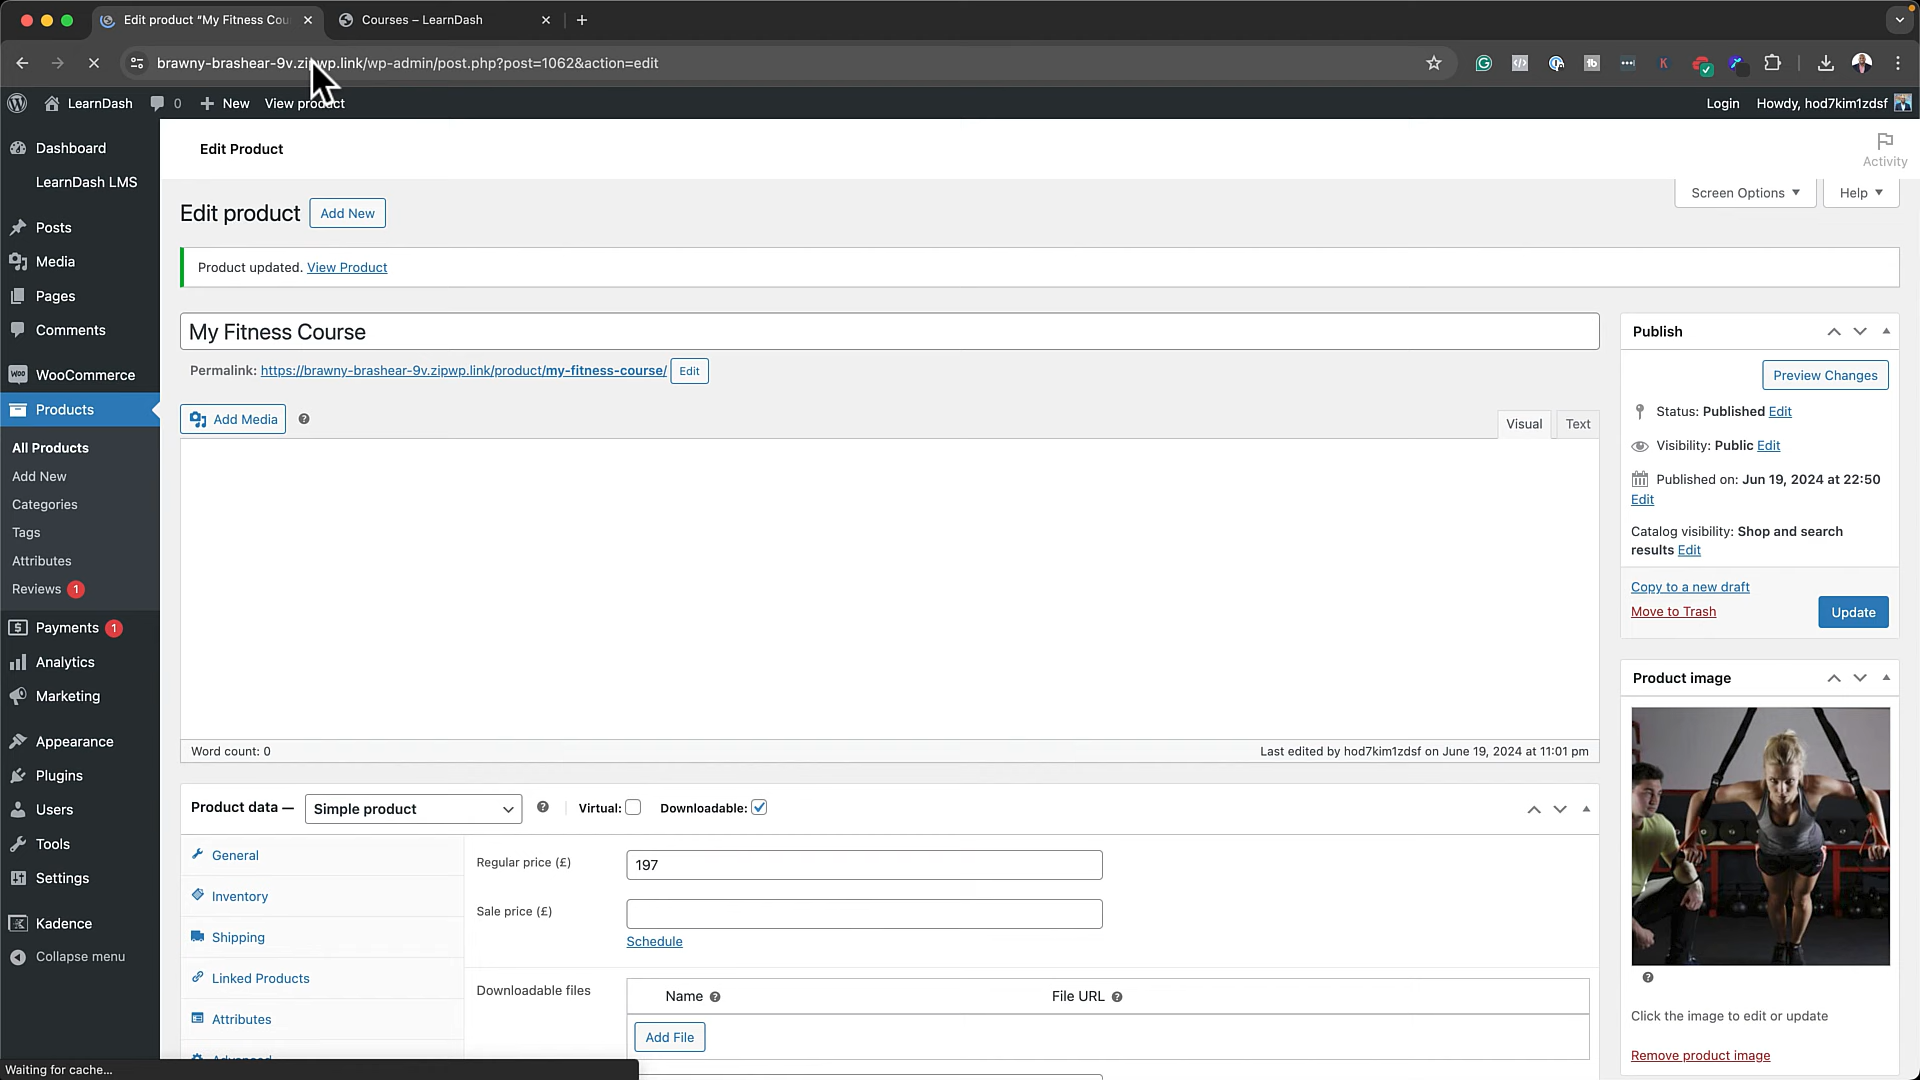 Edit product “My Fitness Cou
Courses – LearnDash
brawny-brashear-9v.zipwp.link/wp-admin/post.php?post=1062&action=edit
LearnDash
0
New
View product
Login
Howdy, hod7kim1zdsf
Dashboard
LearnDash LMS
Posts
Media
Pages
Comments
WooCommerce
Products
All Products
Add New
Categories
Tags
Attributes
Reviews 1
Payments 1
Analytics
Marketing
Appearance
Plugins
Users
Tools
Settings
Kadence
Collapse menu
Waiting for cache...
Edit Product
Activity
Screen Options
Help
Edit product
Add New
Product updated. View Product
My Fitness Course
Permalink: https://brawny-brashear-9v.zipwp.link/product/my-fitness-course/ Edit
Add Media
Visual
Text
Word count: 0
Last edited by hod7kim1zdsf on June 19, 2024 at 11:01 pm
Product data —
Simple product
Virtual:
Downloadable:
General
Inventory
Shipping
Linked Products
Attributes
Advanced
Regular price (£)
197
Sale price (£)
Schedule
Downloadable files
Name
File URL
Add File
Publish
Preview Changes
Status: Published Edit
Visibility: Public Edit
Published on: Jun 19, 2024 at 22:50
Edit
Catalog visibility: Shop and search
results Edit
Copy to a new draft
Move to Trash
Update
Product image
Click the image to edit or update
Remove product image